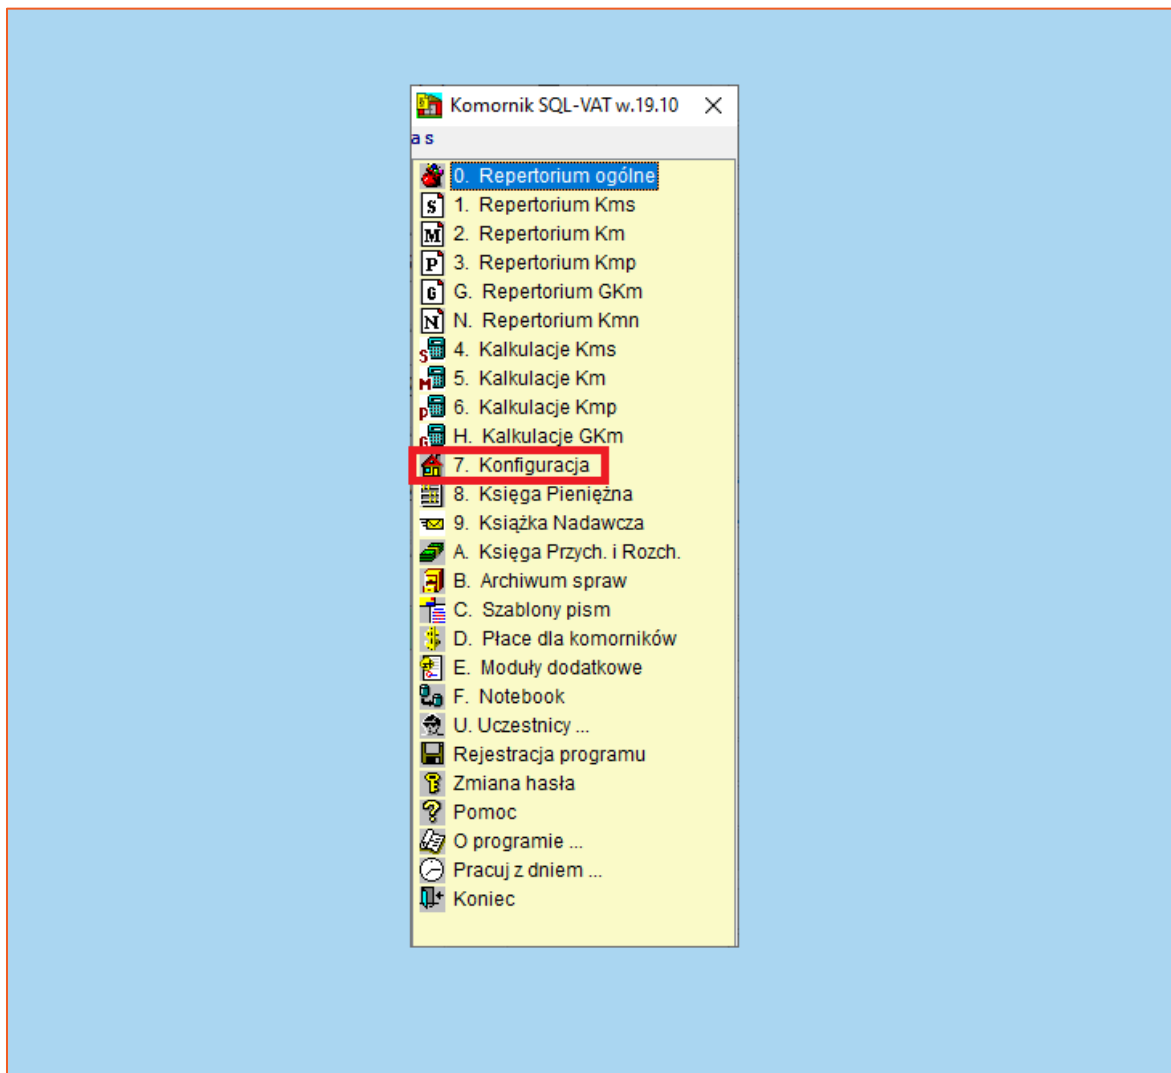 Komornik SQL-VAT w.19.10
a s
0. Repertorium ogólne
S 1. Repertorium Kms
M 2. Repertorium Km
P 3. Repertorium Kmp
G G. Repertorium GKm
N N. Repertorium Kmn
S 4. Kalkulacje Kms
M 5. Kalkulacje Km
P 6. Kalkulacje Kmp
G H. Kalkulacje GKm
7. Konfiguracja
8. Księga Pieniężna
9. Książka Nadawcza
A. Księga Przych. i Rozch.
B. Archiwum spraw
C. Szablony pism
D. Płace dla komorników
E. Moduły dodatkowe
F. Notebook
U. Uczestnicy ...
Rejestracja programu
Zmiana hasła
Pomoc
O programie ...
Pracuj z dniem ...
Koniec